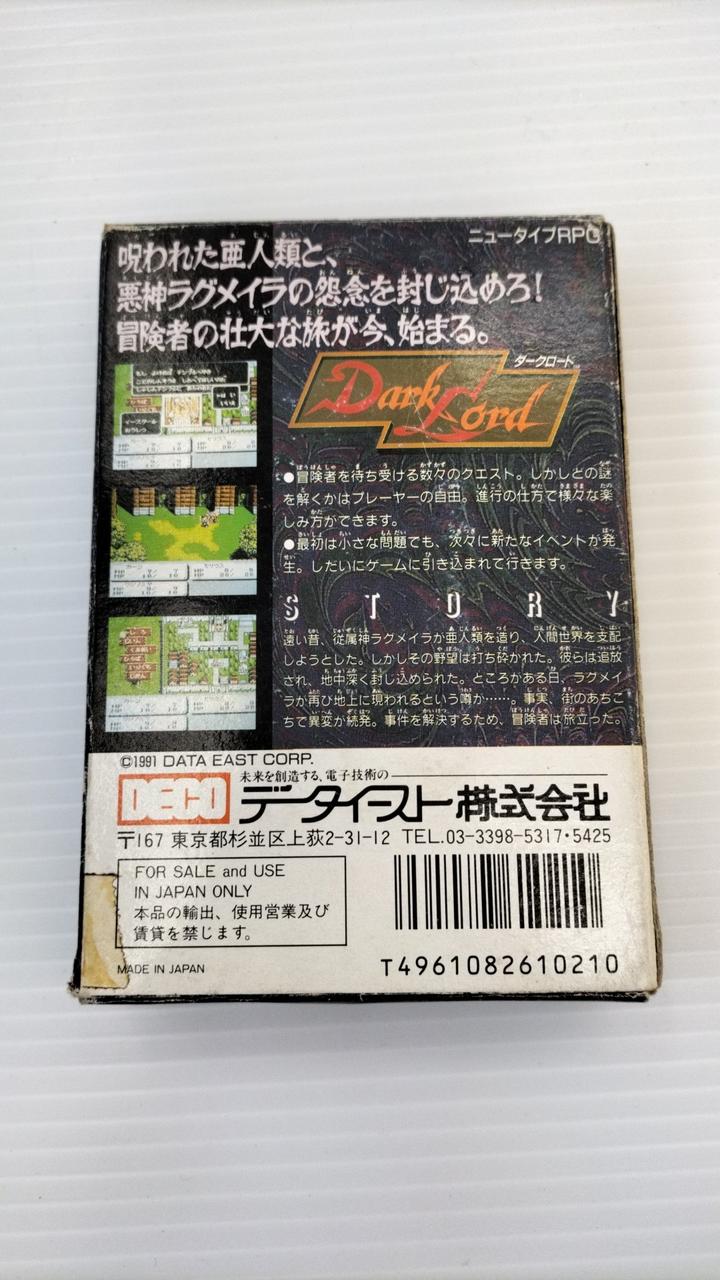 ニュータイプRPG
呪われた亜人類と、
悪神ラグメイラの怨念を封じ込めろ!
冒険者の壮大な旅が今、始まる。
ダークロード
Dark Lord
●冒険者を待ち受ける数々のクエスト。しかしどの謎
を解くかはプレーヤーの自由。進行の仕方で様々な楽
しみ方ができます。
●最初は小さな問題でも、次々に新たなイベントが発
生。しだいにゲームに引き込まれて行きます。
STORY
遠い昔、従属神ラグメイラが亜人類を造り、人間世界を支配
しようとした。しかしその野望は打ち砕かれた。彼らは追放
され、地中深く封じ込められた。ところがある日、ラグメイ
ラが再び地上に現われるという噂か……。事実、街のあちこ
ちで異変が続発。事件を解決するため、冒険者は旅立った。
©1991 DATA EAST CORP.
DECO
未来を創造する、電子技術の
データイースト株式会社
〒167 東京都杉並区上荻2-31-12 TEL.03-3398-5317・5425
FOR SALE and USE
IN JAPAN ONLY
本品の輸出、使用営業及び
賃貸を禁じます。
MADE IN JAPAN
T4961082610210